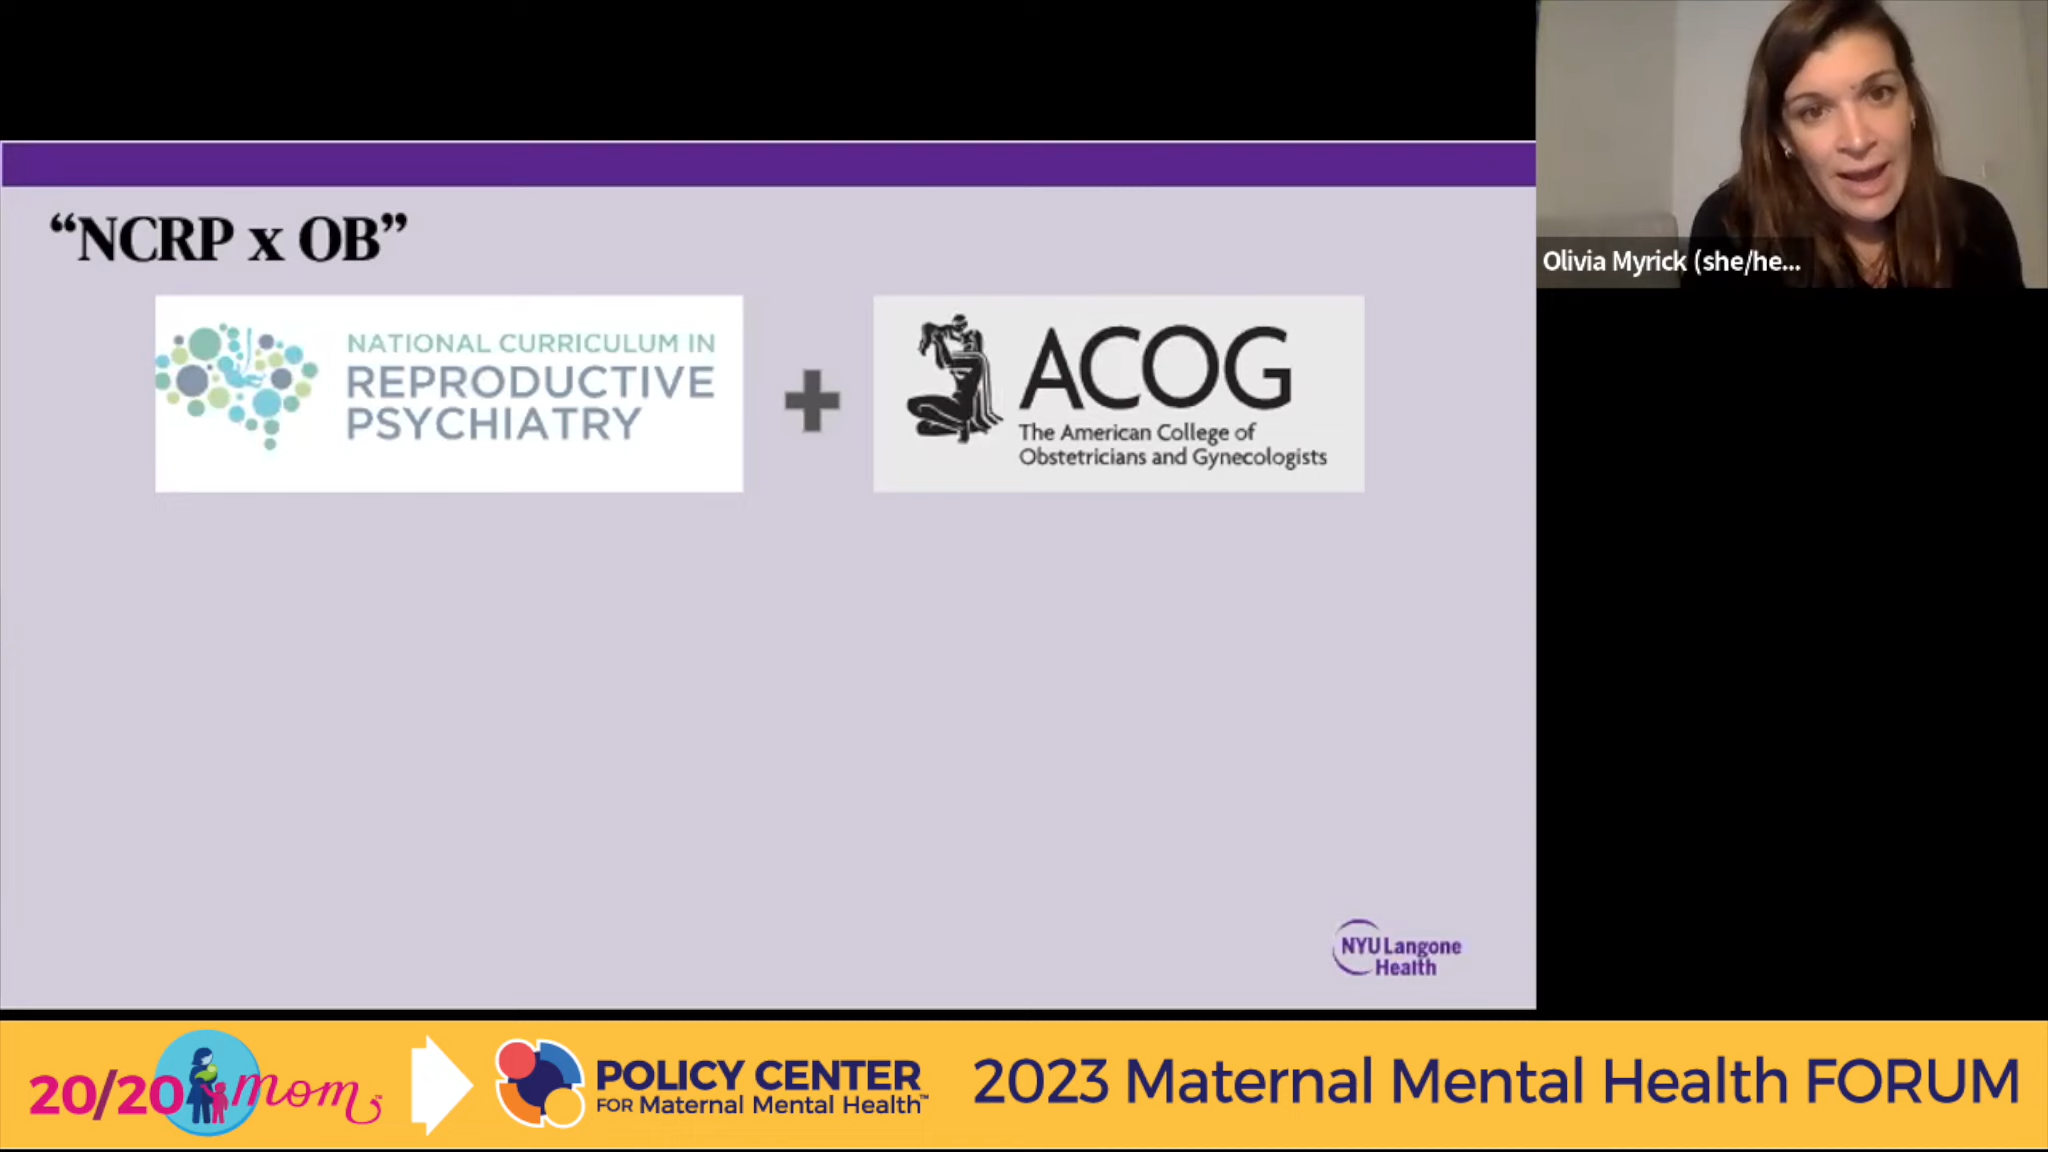 “NCRP x OB”
NATIONAL CURRICULUM IN
REPRODUCTIVE
PSYCHIATRY
ACOG
The American College of
Obstetricians and Gynecologists
Olivia Myrick (she/he...
NYU Langone
Health
20/20 mom™
POLICY CENTER
FOR Maternal Mental Health™
2023 Maternal Mental Health FORUM